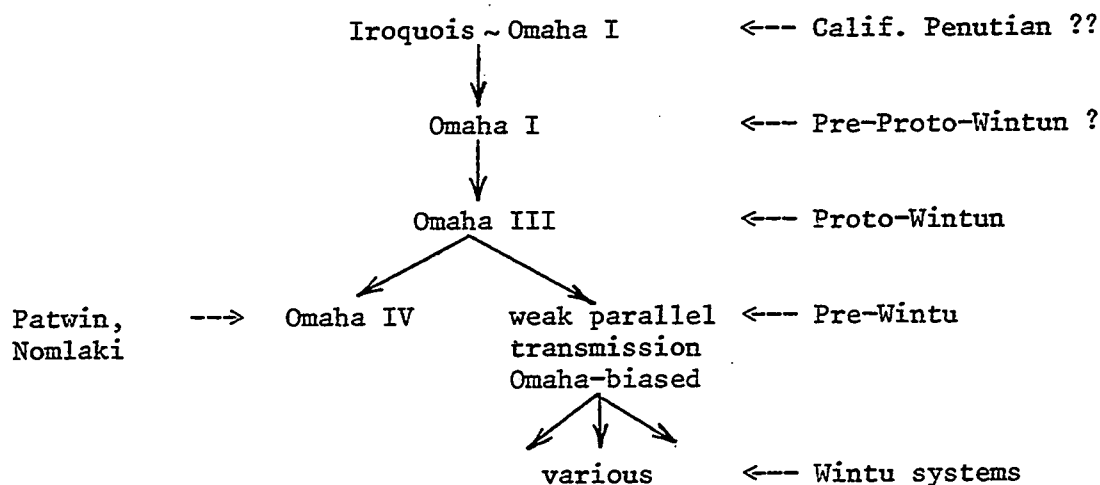 Iroquois ~ Omaha I <--- Calif. Penutian ??
Omaha I <--- Pre-Proto-Wintun ?
Omaha III <--- Proto-Wintun
Patwin, ---> Omaha IV weak parallel <--- Pre-Wintu
Nomlaki transmission
Omaha-biased
various <--- Wintu systems